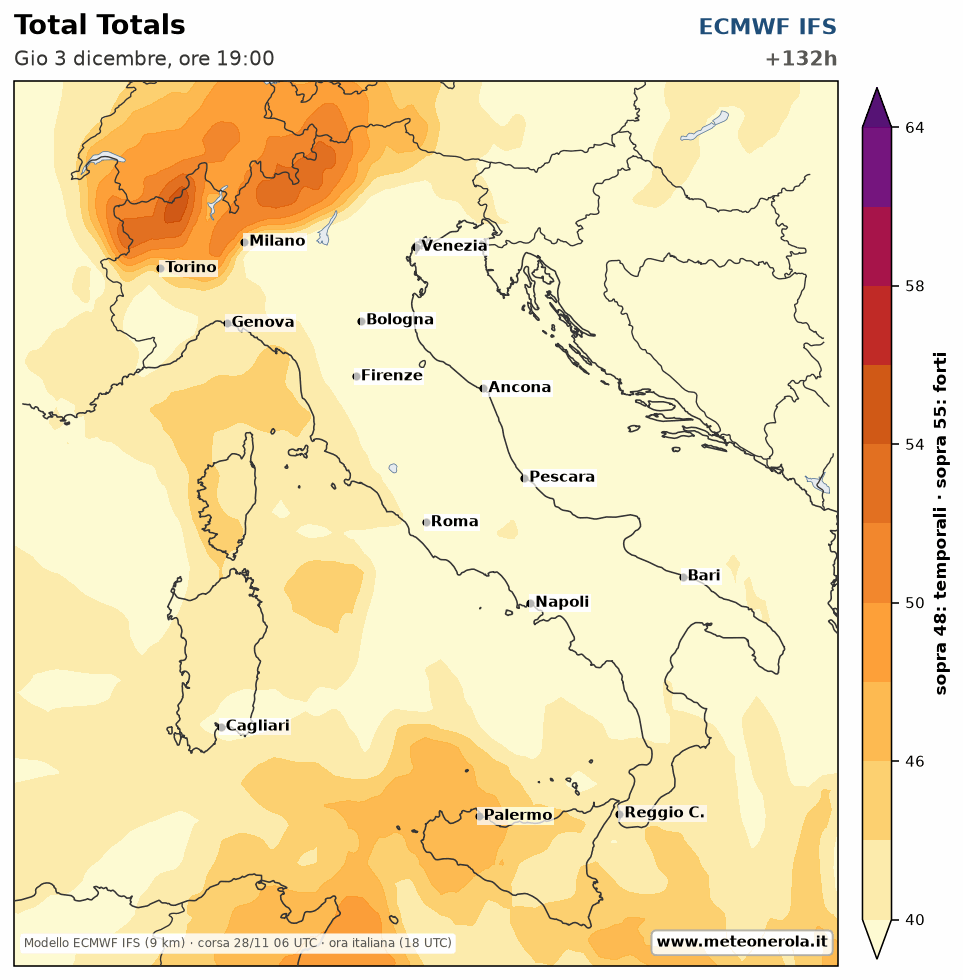 Total Totals
ECMWF IFS
Gio 3 dicembre, ore 19:00
+132h
Milano
Venezia
Torino
Genova
Bologna
Firenze
Ancona
Pescara
Roma
Bari
Napoli
Cagliari
Palermo
Reggio C.
64
58
54
50
46
40
sopra 48: temporali · sopra 55: forti
Modello ECMWF IFS (9 km) · corsa 28/11 06 UTC · ora italiana (18 UTC)
www.meteonerola.it